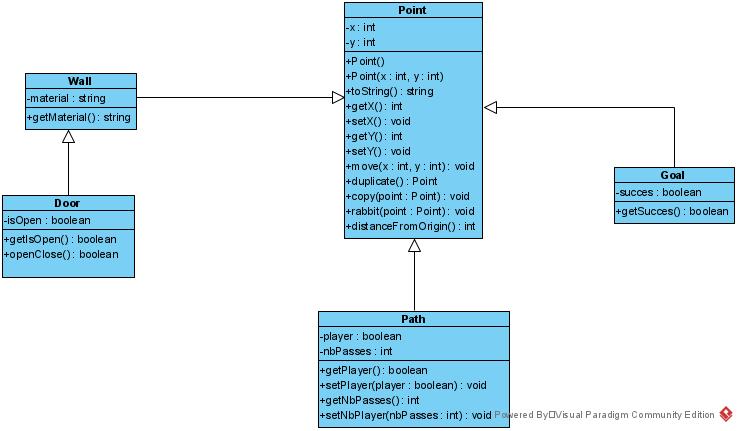 Point
-x : int
-y : int
+Point()
+Point(x : int, y : int)
+toString() : string
+getX() : int
+setX() : void
+getY() : int
+setY() : void
+move(x : int, y : int) : void
+duplicate() : Point
+copy(point : Point) : void
+rabbit(point : Point) : void
+distanceFromOrigin() : int
Wall
-material : string
+getMaterial() : string
Door
-isOpen : boolean
+getIsOpen() : boolean
+openClose() : boolean
Goal
-succes : boolean
+getSucces() : boolean
Path
-player : boolean
-nbPasses : int
+getPlayer() : boolean
+setPlayer(player : boolean) : void
+getNbPasses() : int
+setNbPlayer(nbPasses : int) : void
Powered By Visual Paradigm Community Edition